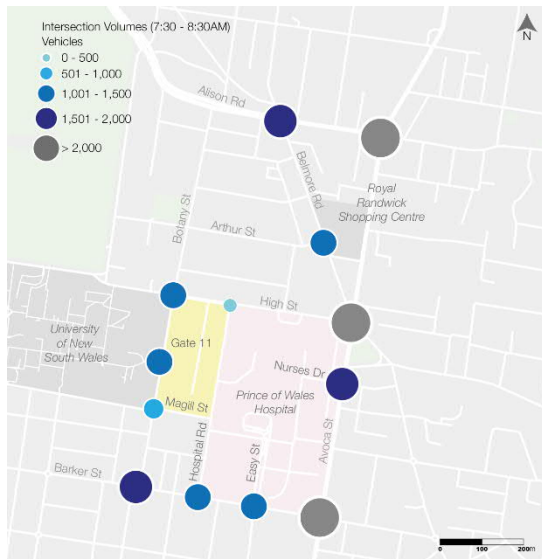 Intersection Volumes (7:30 - 8:30AM)
Vehicles
0 - 500
501 - 1,000
1,001 - 1,500
1,501 - 2,000
> 2,000
N
Alison Rd
Belmore Rd
Royal
Randwick
Shopping Centre
Botany St
Arthur St
High St
University
of New
South Wales
Gate 11
Nurses Dr
Prince of Wales
Hospital
Magill St
Hospital Rd
Easy St
Avoca St
Barker St
0
100
200m